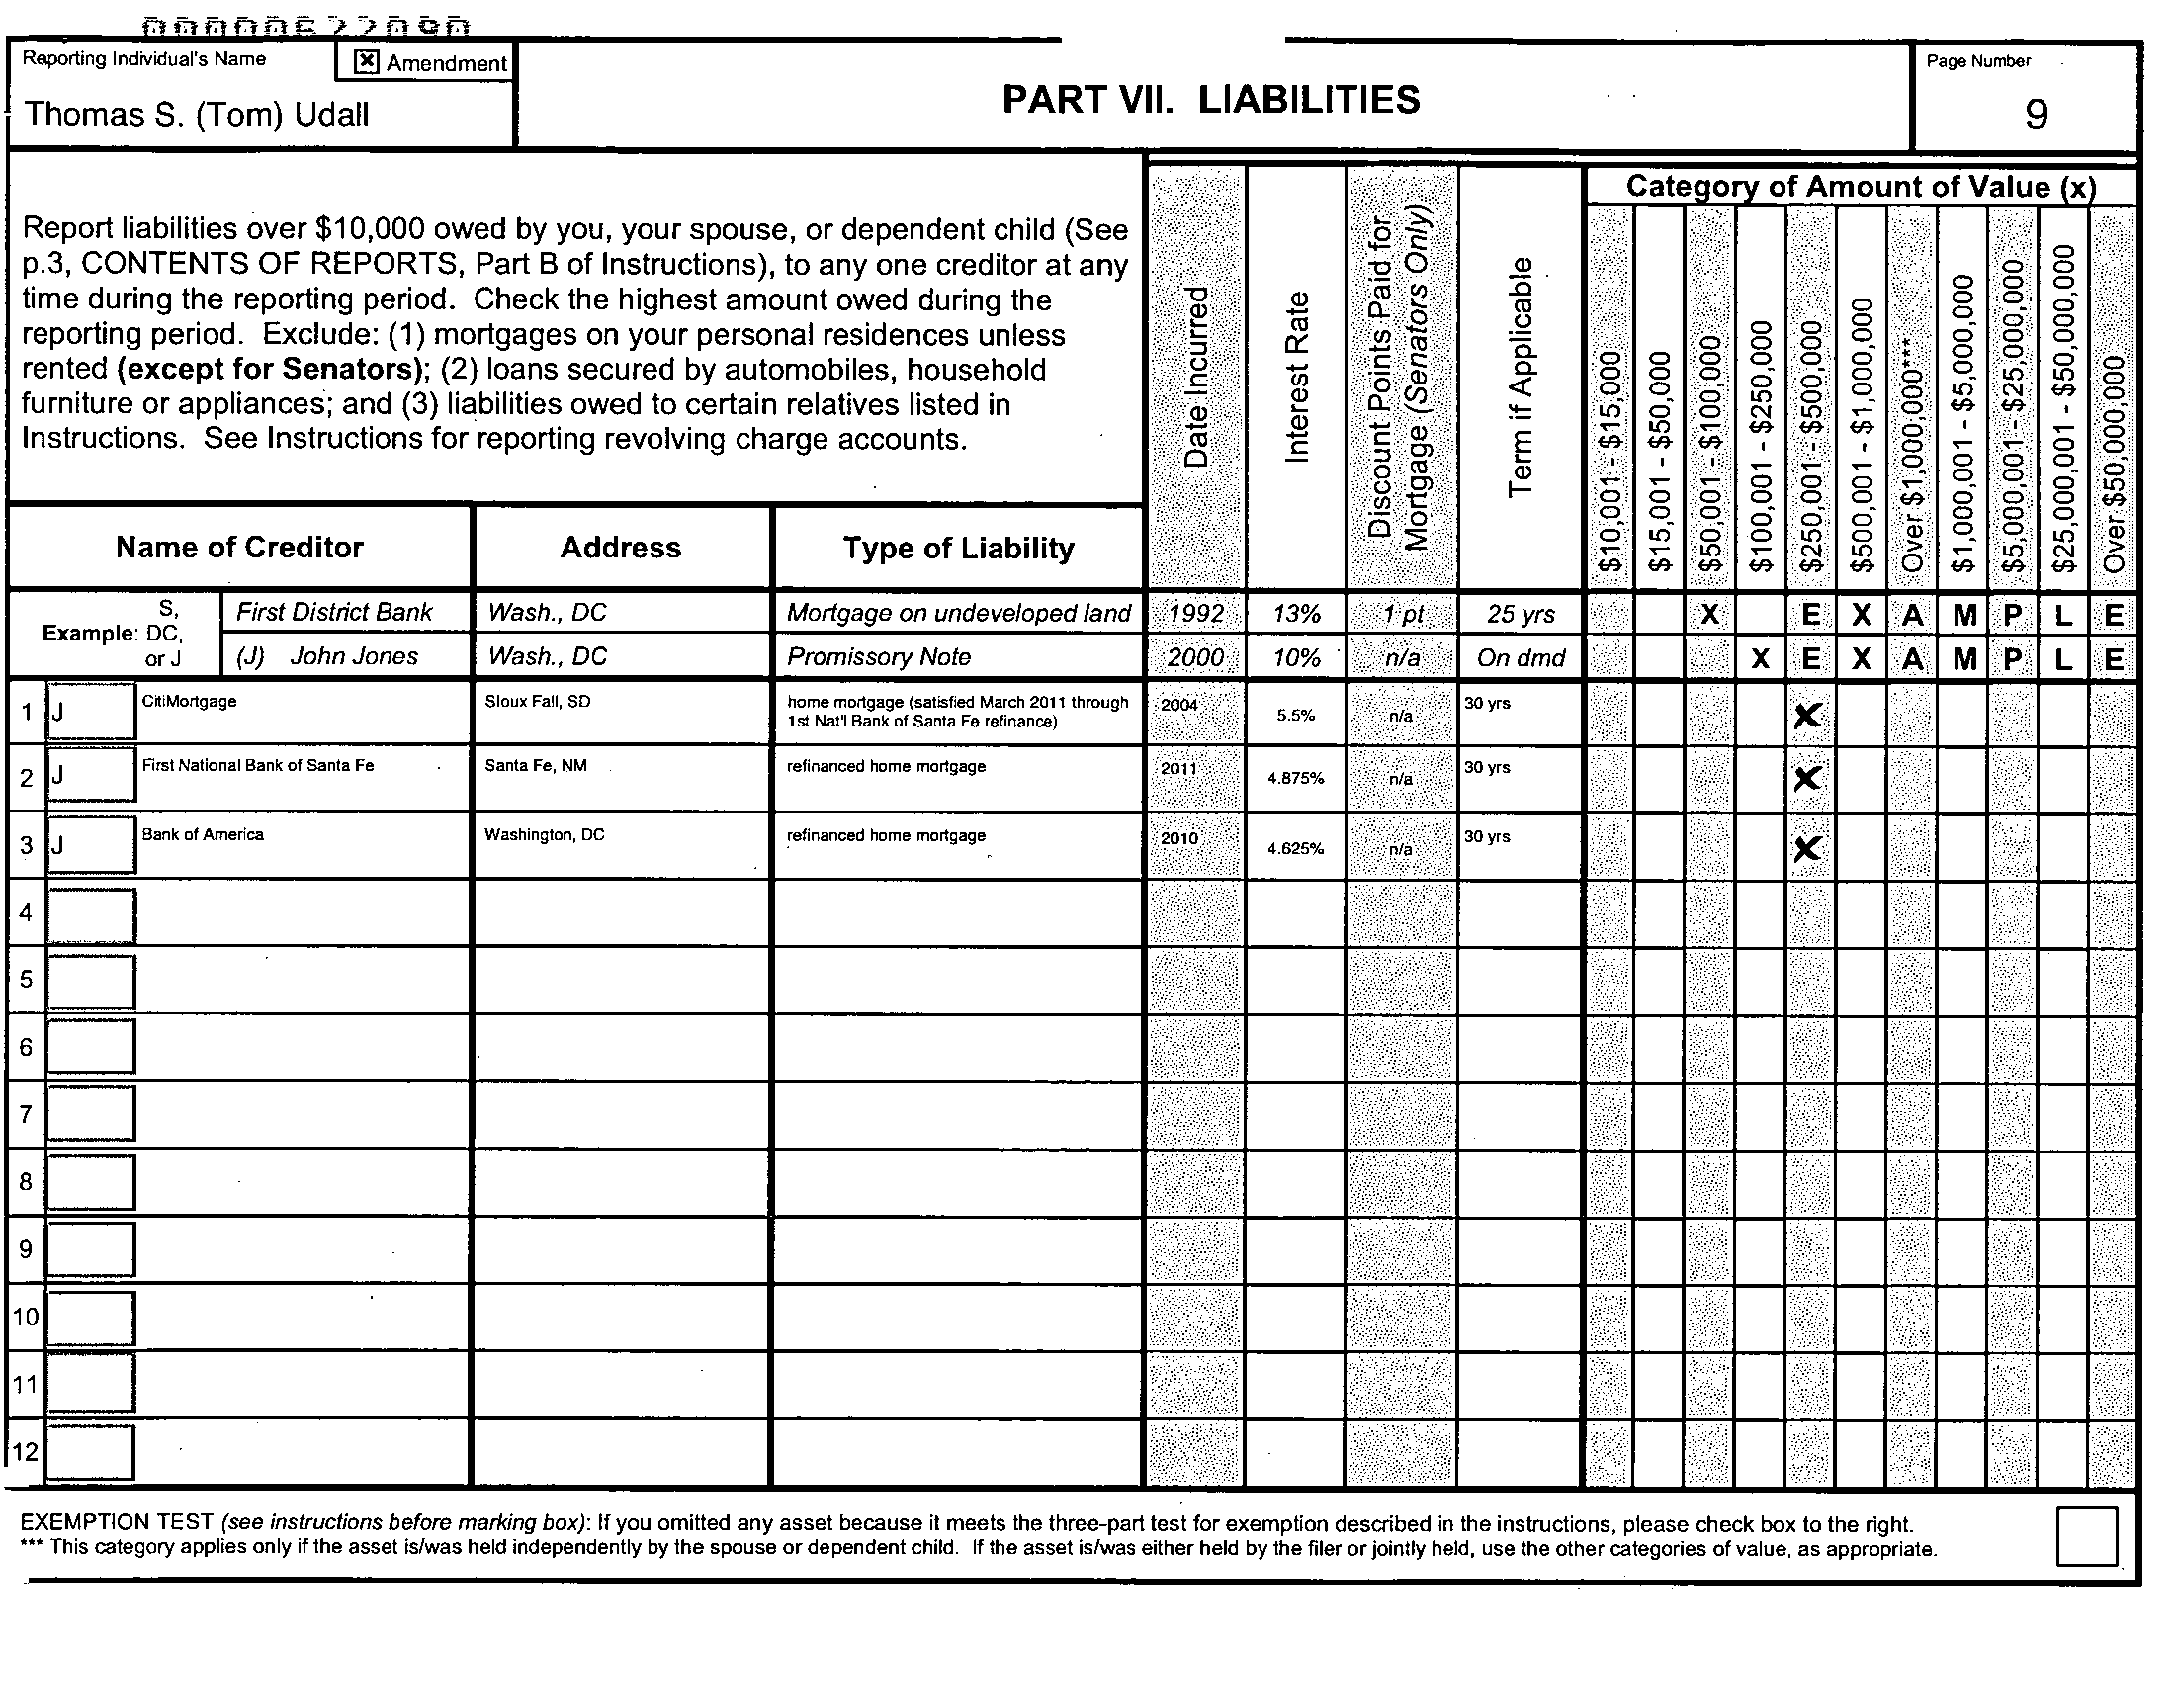 Reporting Individual's Name
Amendment
Thomas S. (Tom) Udall
PART VII. LIABILITIES
Page Number
9
Report liabilities over $10,000 owed by you, your spouse, or dependent child (See
p.3, CONTENTS OF REPORTS, Part B of Instructions), to any one creditor at any
time during the reporting period. Check the highest amount owed during the
reporting period. Exclude: (1) mortgages on your personal residences unless
rented (except for Senators); (2) loans secured by automobiles, household
furniture or appliances; and (3) liabilities owed to certain relatives listed in
Instructions. See Instructions for reporting revolving charge accounts.
Date Incurred
Interest Rate
Discount Points Paid for
Mortgage (Senators Only)
Term if Applicable
Category of Amount of Value (x)
$10,001 - $15,000
$15,001 - $50,000
$50,001 - $100,000
$100,001 - $250,000
$250,001 - $500,000
$500,001 - $1,000,000
Over $1,000,000****
$1,000,001 - $5,000,000
$5,000,001 - $25,000,000
$25,000,001 - $50,000,000
Over $50,000,000
Name of Creditor Address Type of Liability
Example: S, DC, or J
First District Bank Wash., DC Mortgage on undeveloped land 1992 13% 1 pt 25 yrs X E X A M P L E
(J) John Jones Wash., DC Promissory Note 2000 10% n/a On dmd X E X A M P L E
1 J CitiMortgage Sioux Fall, SD home mortgage (satisfied March 2011 through
1st Nat'l Bank of Santa Fe refinance) 2004 5.5% n/a 30 yrs X
2 J First National Bank of Santa Fe Santa Fe, NM refinanced home mortgage 2011 4.875% n/a 30 yrs X
3 J Bank of America Washington, DC refinanced home mortgage 2010 4.625% n/a 30 yrs X
4
5
6
7
8
9
10
11
12
EXEMPTION TEST (see instructions before marking box): If you omitted any asset because it meets the three-part test for exemption described in the instructions, please check box to the right.
*** This category applies only if the asset is/was held independently by the spouse or dependent child. If the asset is/was either held by the filer or jointly held, use the other categories of value, as appropriate.